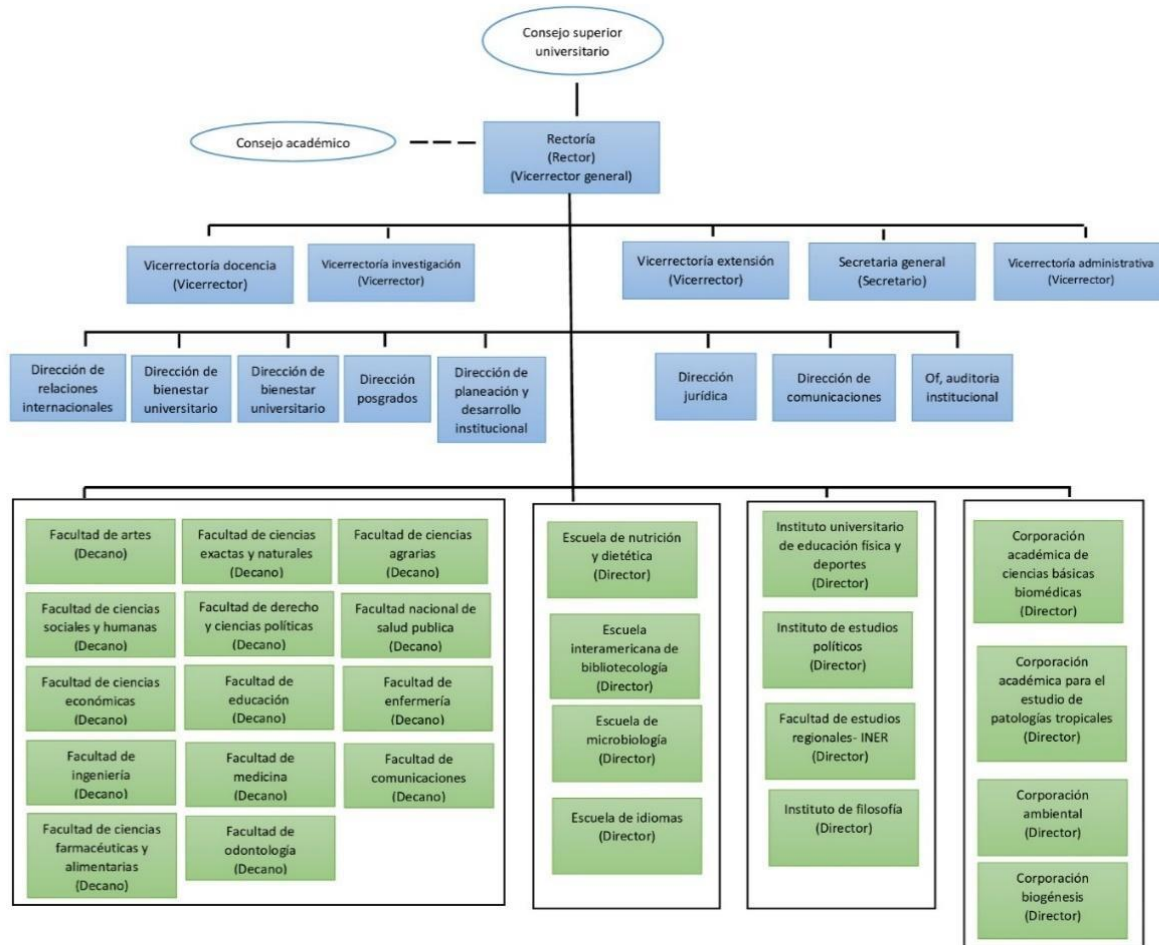 Consejo superior
universitario
Consejo académico
Rectoría
(Rector)
(Vicerrector general)
Vicerrectoría docencia
(Vicerrector)
Vicerrectoría investigación
(Vicerrector)
Vicerrectoría extensión
(Vicerrector)
Secretaria general
(Secretario)
Vicerrectoría administrativa
(Vicerrector)
Dirección de
relaciones
internacionales
Dirección de
bienestar
universitario
Dirección de
bienestar
universitario
Dirección
posgrados
Dirección de
planeación y
desarrollo
institucional
Dirección
jurídica
Dirección de
comunicaciones
Of, auditoria
institucional
Facultad de artes
(Decano)
Facultad de ciencias
exactas y naturales
(Decano)
Facultad de ciencias
agrarias
(Decano)
Facultad de ciencias
sociales y humanas
(Decano)
Facultad de derecho
y ciencias políticas
(Decano)
Facultad nacional de
salud publica
(Decano)
Facultad de ciencias
económicas
(Decano)
Facultad de
educación
(Decano)
Facultad de
enfermería
(Decano)
Facultad de
ingeniería
(Decano)
Facultad de
medicina
(Decano)
Facultad de
comunicaciones
(Decano)
Facultad de ciencias
farmacéuticas y
alimentarias
(Decano)
Facultad de
odontología
(Decano)
Escuela de nutrición
y dietética
(Director)
Escuela
interamericana de
bibliotecología
(Director)
Escuela de
microbiología
(Director)
Escuela de idiomas
(Director)
Instituto universitario
de educación física y
deportes
(Director)
Instituto de estudios
políticos
(Director)
Facultad de estudios
regionales- INER
(Director)
Instituto de filosofía
(Director)
Corporación
académica de
ciencias básicas
biomédicas
(Director)
Corporación
académica para el
estudio de
patologías tropicales
(Director)
Corporación
ambiental
(Director)
Corporación
biogénesis
(Director)